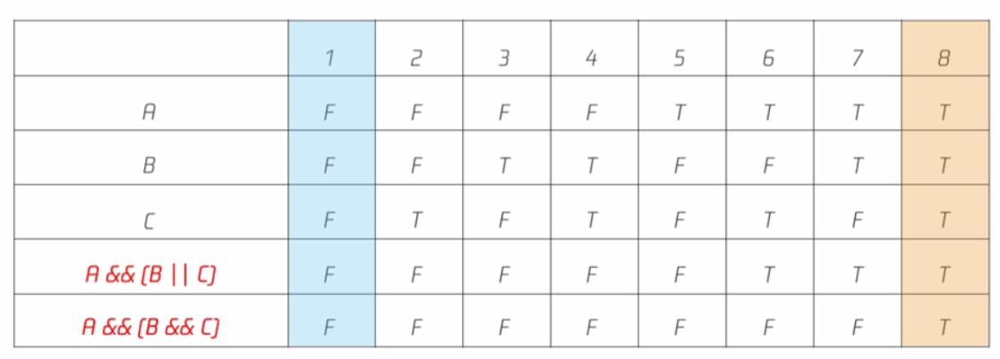 1 2 3 4 5 6 7 8
A F F F F T T T T
B F F T T F F T T
C F T F T F T F T
A && (B || C) F F F F F T T T
A && (B && C) F F F F F F F T